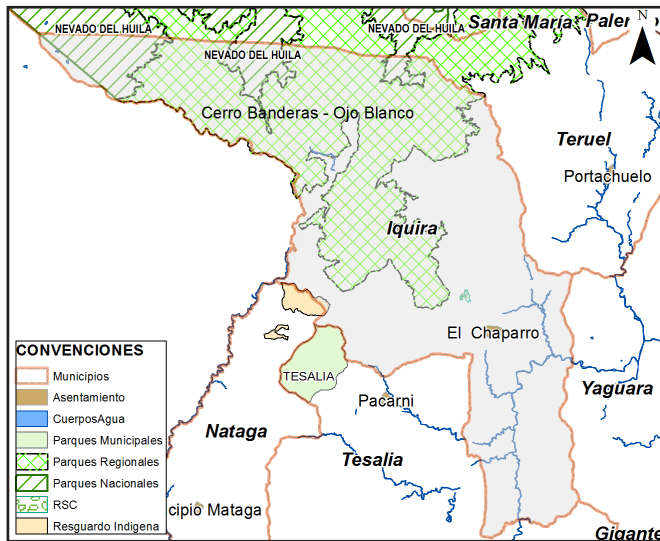 Santa María
Paler
N
NEVADO DEL HUILA
NEVADO DEL HUILA
NEVADO DEL HUILA
Cerro Banderas - Ojo Blanco
Teruel
Portachuelo
Iquira
El Chaparro
TESALIA
Pacarni
Yaguara
Nataga
Tesalia
cipio Mataga
Gigante
CONVENCIONES
Municipios
Asentamiento
CuerposAgua
Parques Municipales
Parques Regionales
Parques Nacionales
RSC
Resguardo Indigena